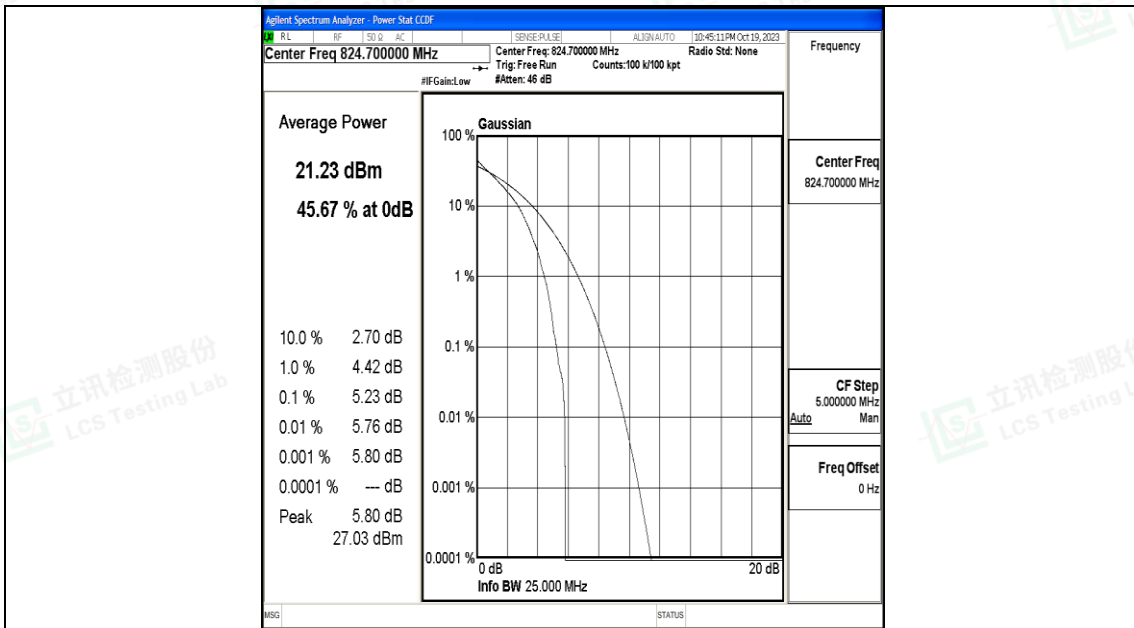 Agilent Spectrum Analyzer - Power Stat CCDF
RL RF 50 Ω AC SENSE:PULSE ALIGN AUTO 10:45:11 PM Oct 19, 2023
Center Freq 824.700000 MHz
Center Freq: 824.700000 MHz Radio Std: None
Trig: Free Run Counts:100 k/100 kpt
#IFGain:Low #Atten: 46 dB
Frequency
Average Power
21.23 dBm
45.67 % at 0dB
10.0 % 2.70 dB
1.0 % 4.42 dB
0.1 % 5.23 dB
0.01 % 5.76 dB
0.001 % 5.80 dB
0.0001 % --- dB
Peak 5.80 dB
27.03 dBm
Gaussian
100 %
10 %
1 %
0.1 %
0.01 %
0.001 %
0.0001 %
0 dB 20 dB
Info BW 25.000 MHz
Center Freq
824.700000 MHz
CF Step
5.000000 MHz
Auto Man
Freq Offset
0 Hz
MSG STATUS
立讯检测股份
LCS Testing Lab
立讯检测股份
LCS Testing L